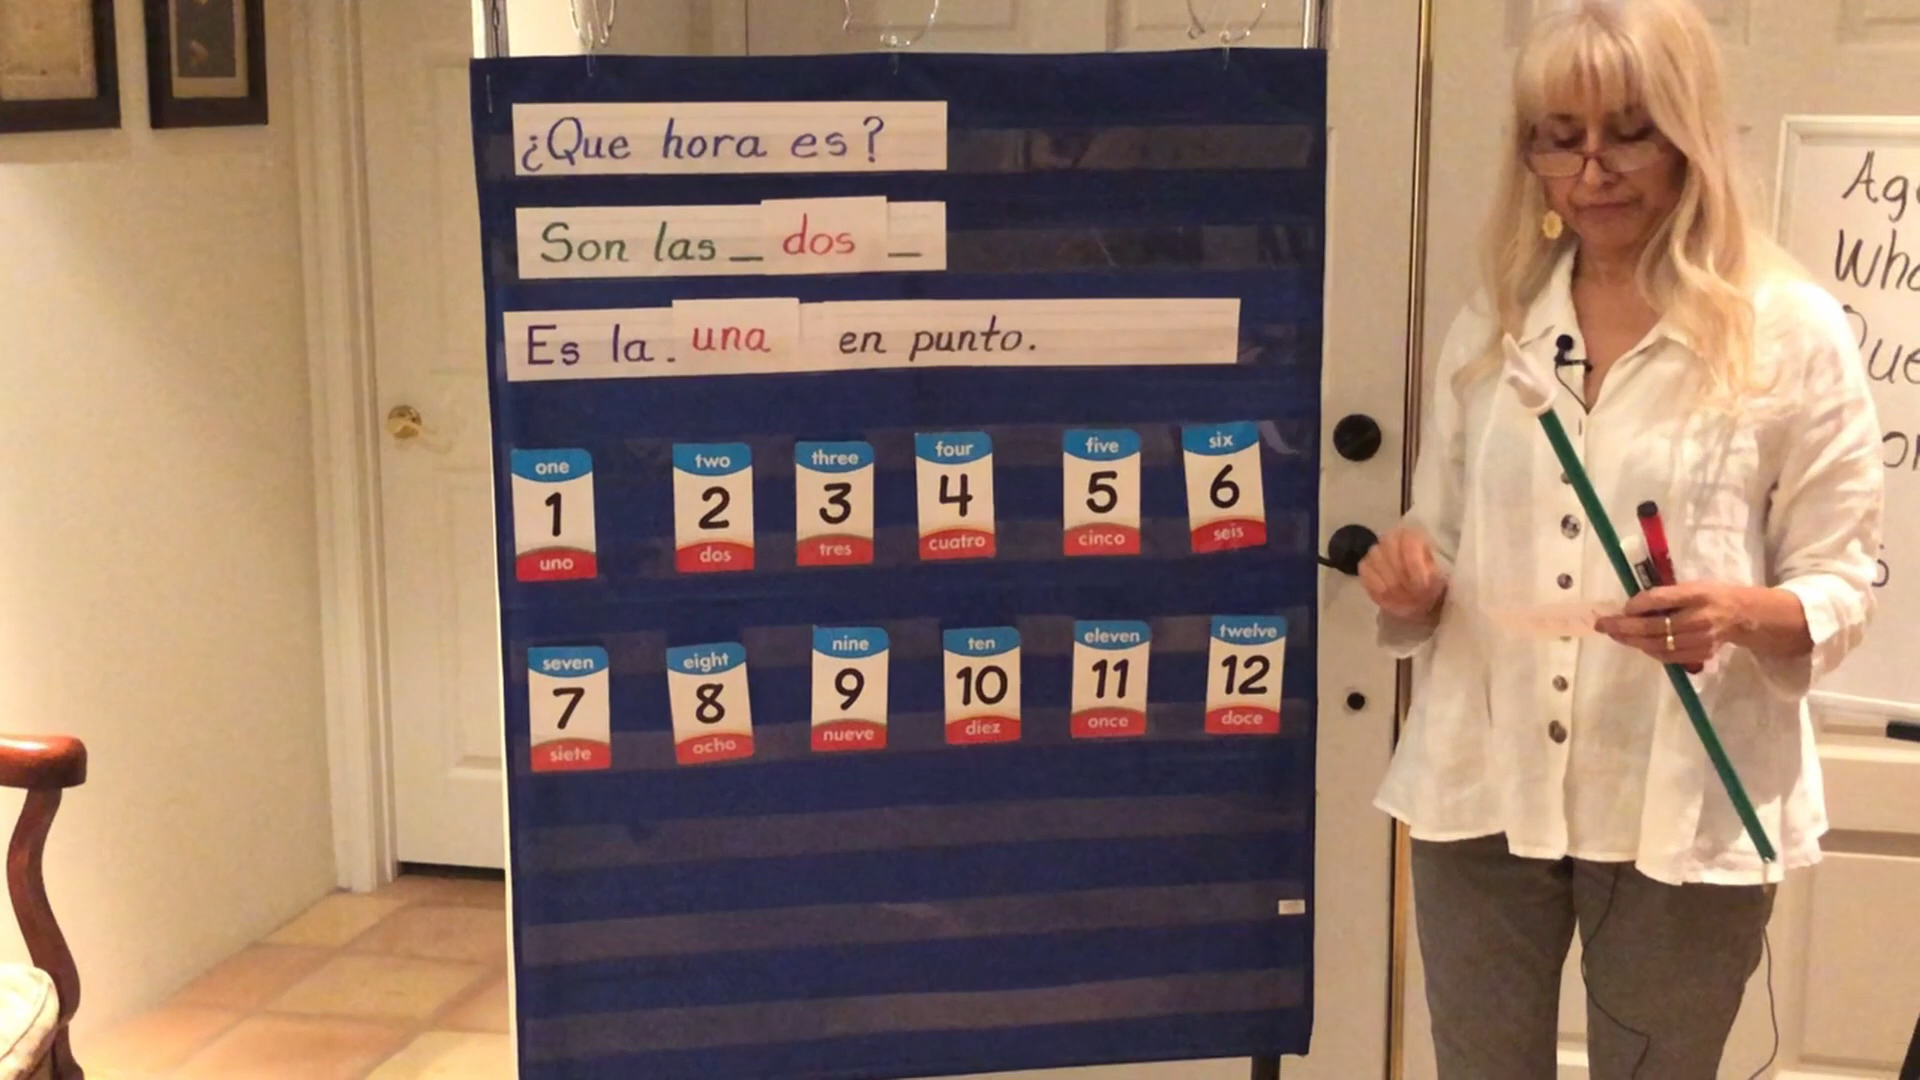 ¿Que hora es?
Son las _ dos _
Es la. una en punto.
one two three four five six
1 2 3 4 5 6
uno dos tres cuatro cinco seis
seven eight nine ten eleven twelve
7 8 9 10 11 12
siete ocho nueve diez once doce